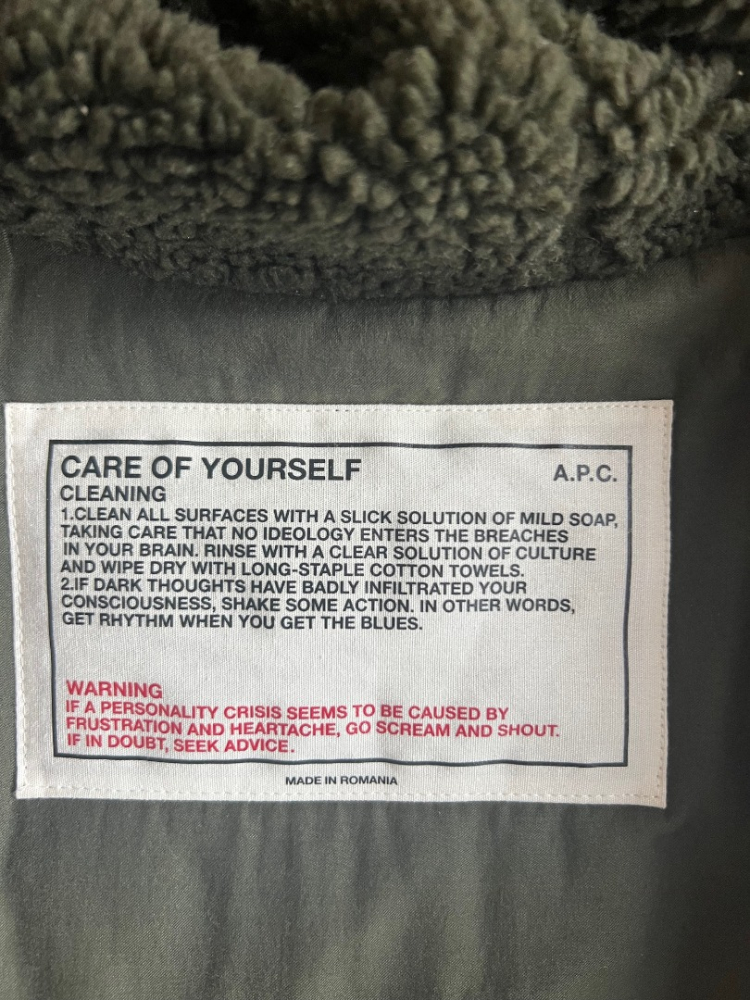 CARE OF YOURSELF A.P.C.
CLEANING
1.CLEAN ALL SURFACES WITH A SLICK SOLUTION OF MILD SOAP,
TAKING CARE THAT NO IDEOLOGY ENTERS THE BREACHES
IN YOUR BRAIN. RINSE WITH A CLEAR SOLUTION OF CULTURE
AND WIPE DRY WITH LONG-STAPLE COTTON TOWELS.
2.IF DARK THOUGHTS HAVE BADLY INFILTRATED YOUR
CONSCIOUSNESS, SHAKE SOME ACTION. IN OTHER WORDS,
GET RHYTHM WHEN YOU GET THE BLUES.
WARNING
IF A PERSONALITY CRISIS SEEMS TO BE CAUSED BY
FRUSTRATION AND HEARTACHE, GO SCREAM AND SHOUT.
IF IN DOUBT, SEEK ADVICE.
MADE IN ROMANIA